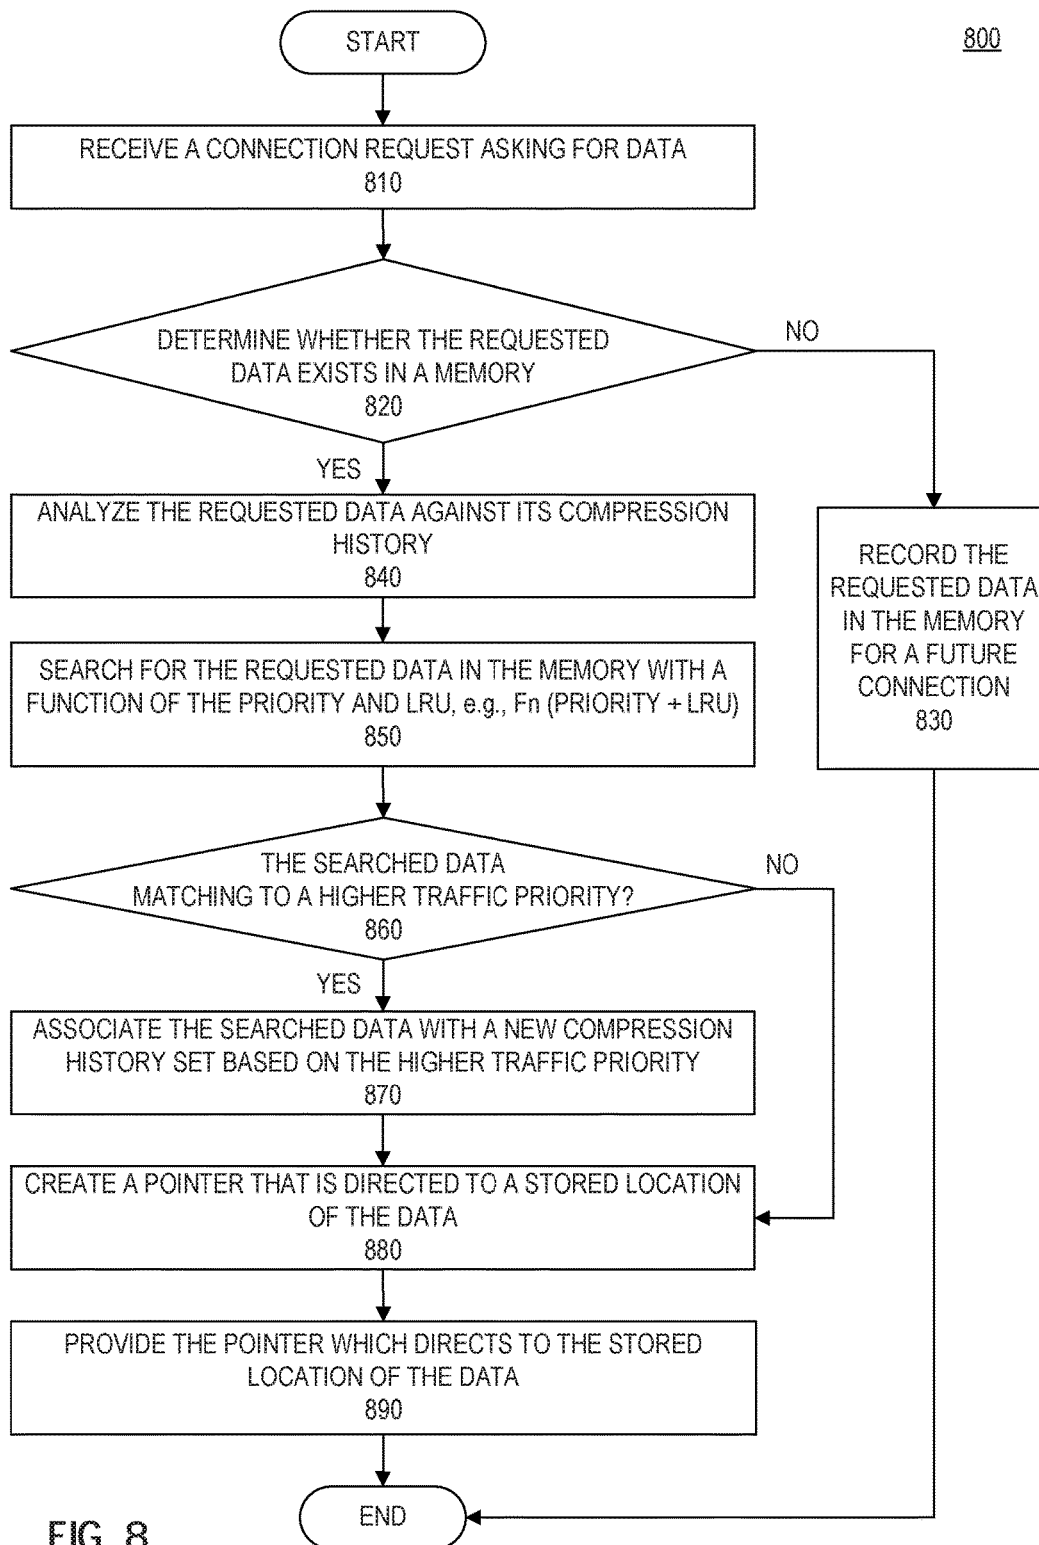 START
800
RECEIVE A CONNECTION REQUEST ASKING FOR DATA
810
DETERMINE WHETHER THE REQUESTED
DATA EXISTS IN A MEMORY
820
NO
YES
ANALYZE THE REQUESTED DATA AGAINST ITS COMPRESSION
HISTORY
840
RECORD THE
REQUESTED DATA
IN THE MEMORY
FOR A FUTURE
CONNECTION
830
SEARCH FOR THE REQUESTED DATA IN THE MEMORY WITH A
FUNCTION OF THE PRIORITY AND LRU, e.g., Fn (PRIORITY + LRU)
850
THE SEARCHED DATA
MATCHING TO A HIGHER TRAFFIC PRIORITY?
860
NO
YES
ASSOCIATE THE SEARCHED DATA WITH A NEW COMPRESSION
HISTORY SET BASED ON THE HIGHER TRAFFIC PRIORITY
870
CREATE A POINTER THAT IS DIRECTED TO A STORED LOCATION
OF THE DATA
880
PROVIDE THE POINTER WHICH DIRECTS TO THE STORED
LOCATION OF THE DATA
890
END
FIG. 8